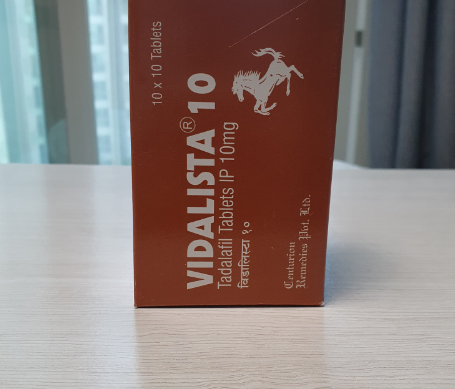 10 x 10 Tablets
VIDALISTA® 10
Tadalafil Tablets IP 10mg
विडालिस्टा १०
Centurion
Remedies Pvt. Ltd.